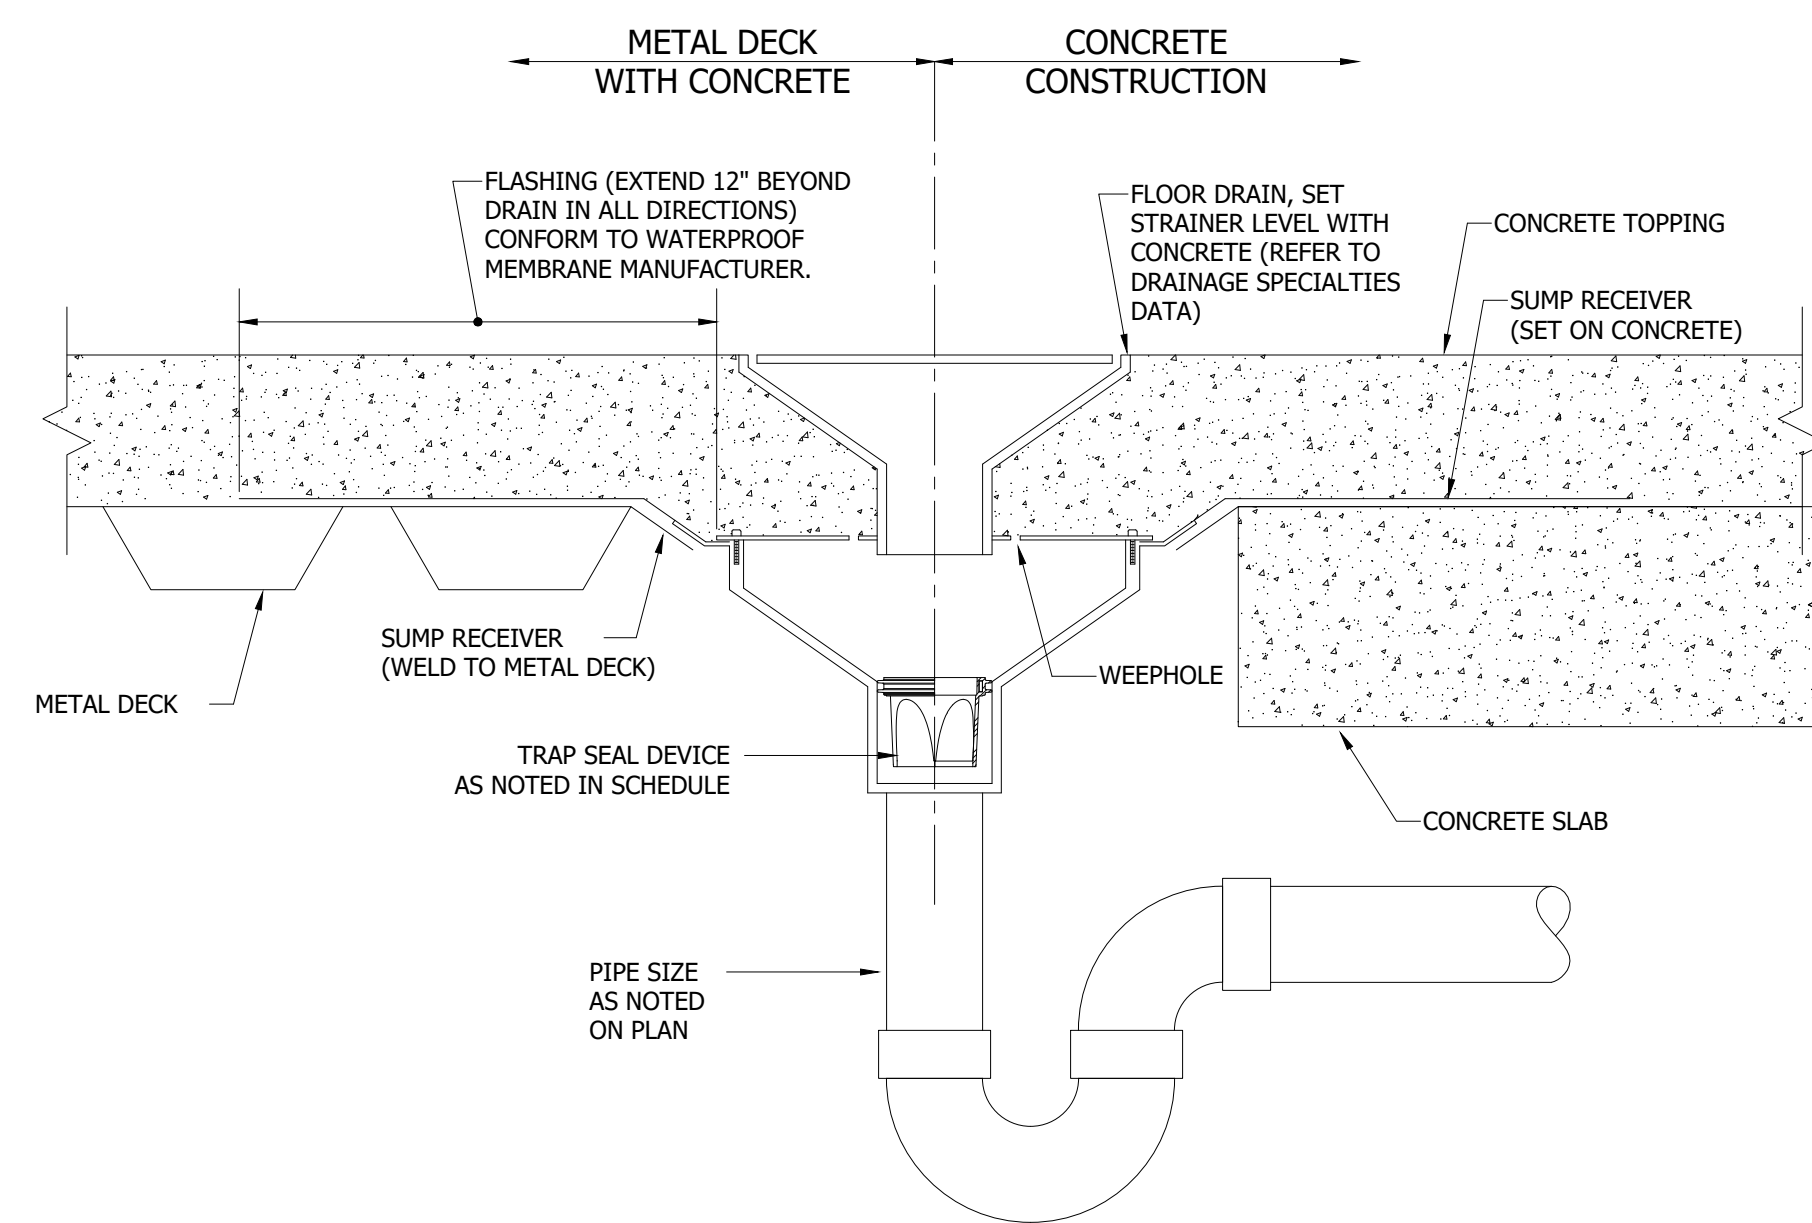 METAL DECK
WITH CONCRETE
CONCRETE
CONSTRUCTION
FLASHING (EXTEND 12" BEYOND
DRAIN IN ALL DIRECTIONS)
CONFORM TO WATERPROOF
MEMBRANE MANUFACTURER.
FLOOR DRAIN, SET
STRAINER LEVEL WITH
CONCRETE (REFER TO
DRAINAGE SPECIALTIES
DATA)
CONCRETE TOPPING
SUMP RECEIVER
(SET ON CONCRETE)
SUMP RECEIVER
(WELD TO METAL DECK)
METAL DECK
WEEPHOLE
TRAP SEAL DEVICE
AS NOTED IN SCHEDULE
CONCRETE SLAB
PIPE SIZE
AS NOTED
ON PLAN